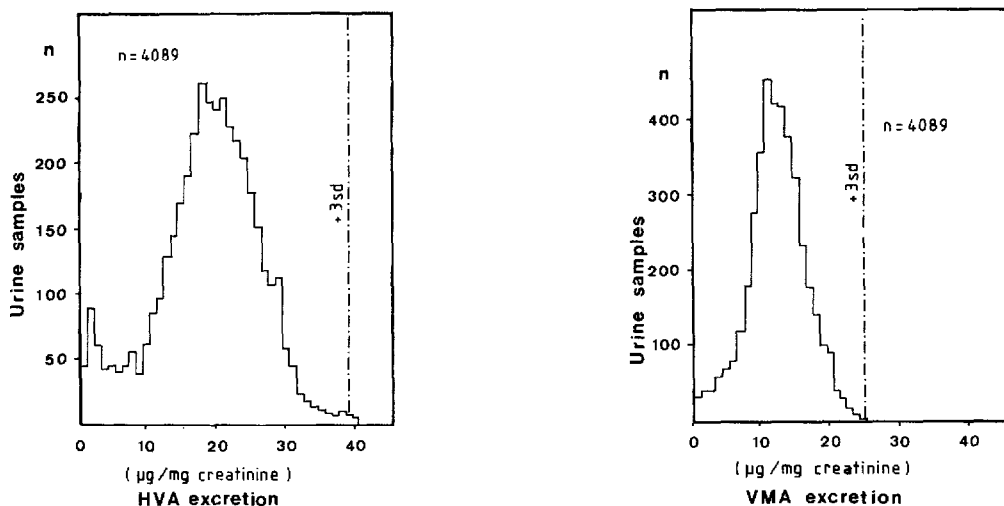 n
n=4089
250
200
150
100
50
Urine samples
+3sd
0 10 20 30 40
(µg/mg creatinine)
HVA excretion
n
n=4089
400
300
200
100
Urine samples
+3sd
0 10 20 30 40
(µg/mg creatinine)
VMA excretion